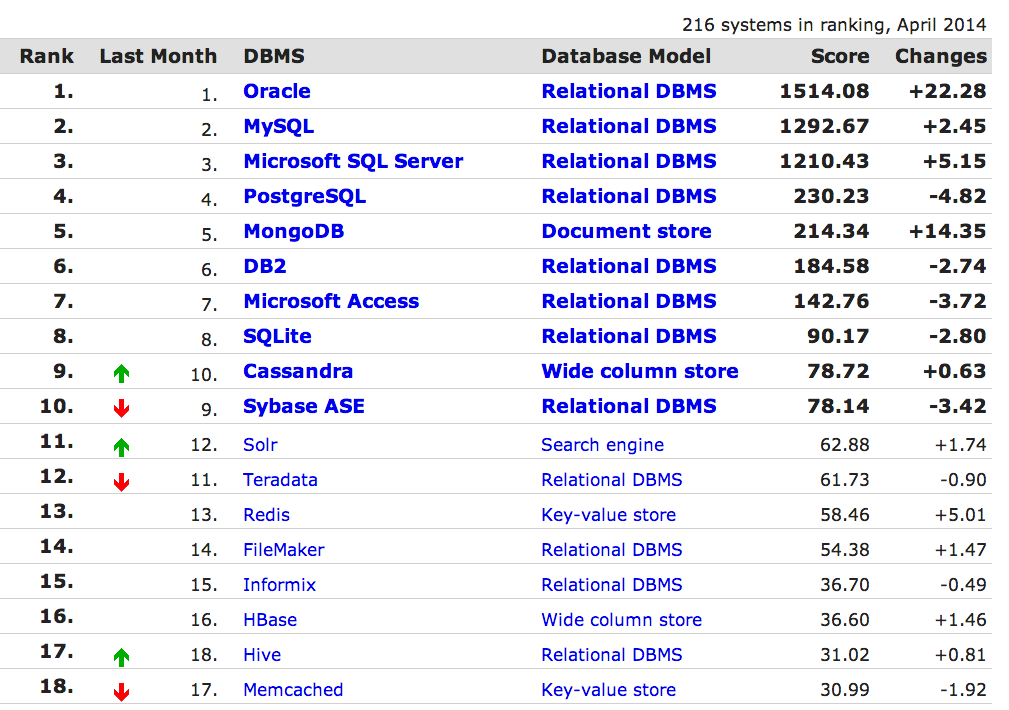 216 systems in ranking, April 2014
Rank Last Month DBMS Database Model Score Changes
1. 1. Oracle Relational DBMS 1514.08 +22.28
2. 2. MySQL Relational DBMS 1292.67 +2.45
3. 3. Microsoft SQL Server Relational DBMS 1210.43 +5.15
4. 4. PostgreSQL Relational DBMS 230.23 -4.82
5. 5. MongoDB Document store 214.34 +14.35
6. 6. DB2 Relational DBMS 184.58 -2.74
7. 7. Microsoft Access Relational DBMS 142.76 -3.72
8. 8. SQLite Relational DBMS 90.17 -2.80
9. 10. Cassandra Wide column store 78.72 +0.63
10. 9. Sybase ASE Relational DBMS 78.14 -3.42
11. 12. Solr Search engine 62.88 +1.74
12. 11. Teradata Relational DBMS 61.73 -0.90
13. 13. Redis Key-value store 58.46 +5.01
14. 14. FileMaker Relational DBMS 54.38 +1.47
15. 15. Informix Relational DBMS 36.70 -0.49
16. 16. HBase Wide column store 36.60 +1.46
17. 18. Hive Relational DBMS 31.02 +0.81
18. 17. Memcached Key-value store 30.99 -1.92